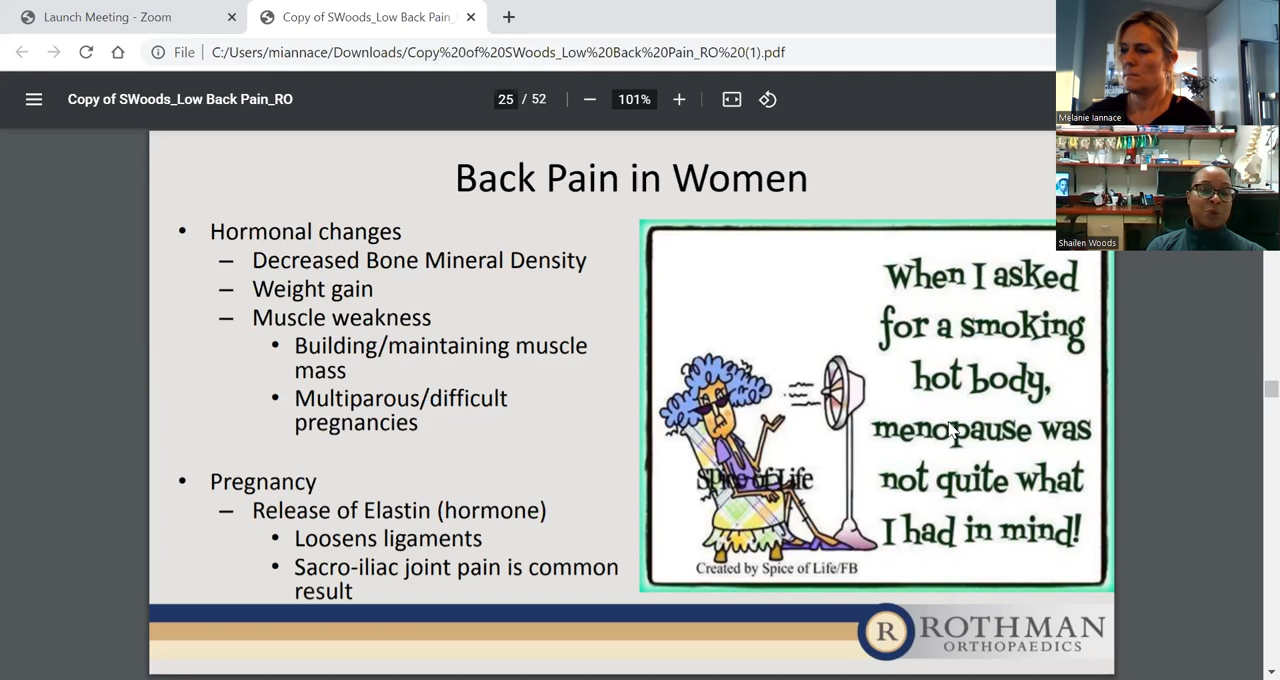 Launch Meeting - Zoom
Copy of SWoods_Low Back Pain_
File
C:/Users/miannace/Downloads/Copy%20of%20SWoods_Low%20Back%20Pain_RO%20(1).pdf
Copy of SWoods_Low Back Pain_RO
25 / 52
101%
Melanie Iannace
Shailen Woods
Back Pain in Women
• Hormonal changes
– Decreased Bone Mineral Density
– Weight gain
– Muscle weakness
• Building/maintaining muscle
mass
• Multiparous/difficult
pregnancies
• Pregnancy
– Release of Elastin (hormone)
• Loosens ligaments
• Sacro-iliac joint pain is common
result
When I asked
for a smoking
hot body,
menopause was
not quite what
I had in mind!
Spice of Life
Created by Spice of Life/FB
R ROTHMAN
ORTHOPAEDICS